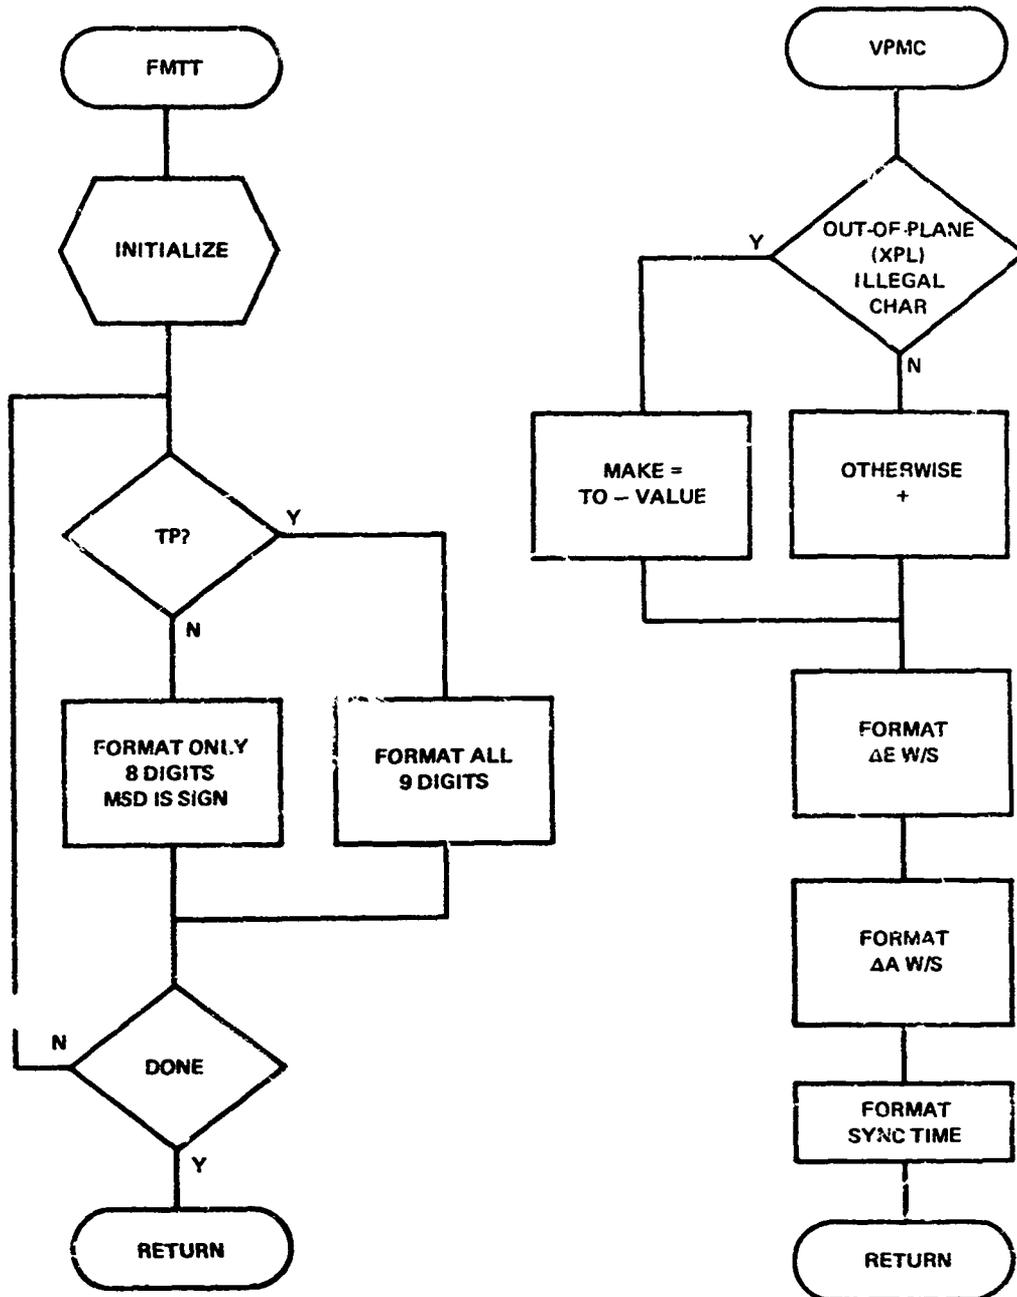 FMTT
INITIALIZE
TP?
Y
N
FORMAT ONLY
8 DIGITS
MSD IS SIGN
FORMAT ALL
9 DIGITS
N
DONE
Y
RETURN
VPMC
OUT-OF-PLANE
(XPL)
ILLEGAL
CHAR
Y
N
MAKE =
TO – VALUE
OTHERWISE
+
FORMAT
ΔE W/S
FORMAT
ΔA W/S
FORMAT
SYNC TIME
RETURN